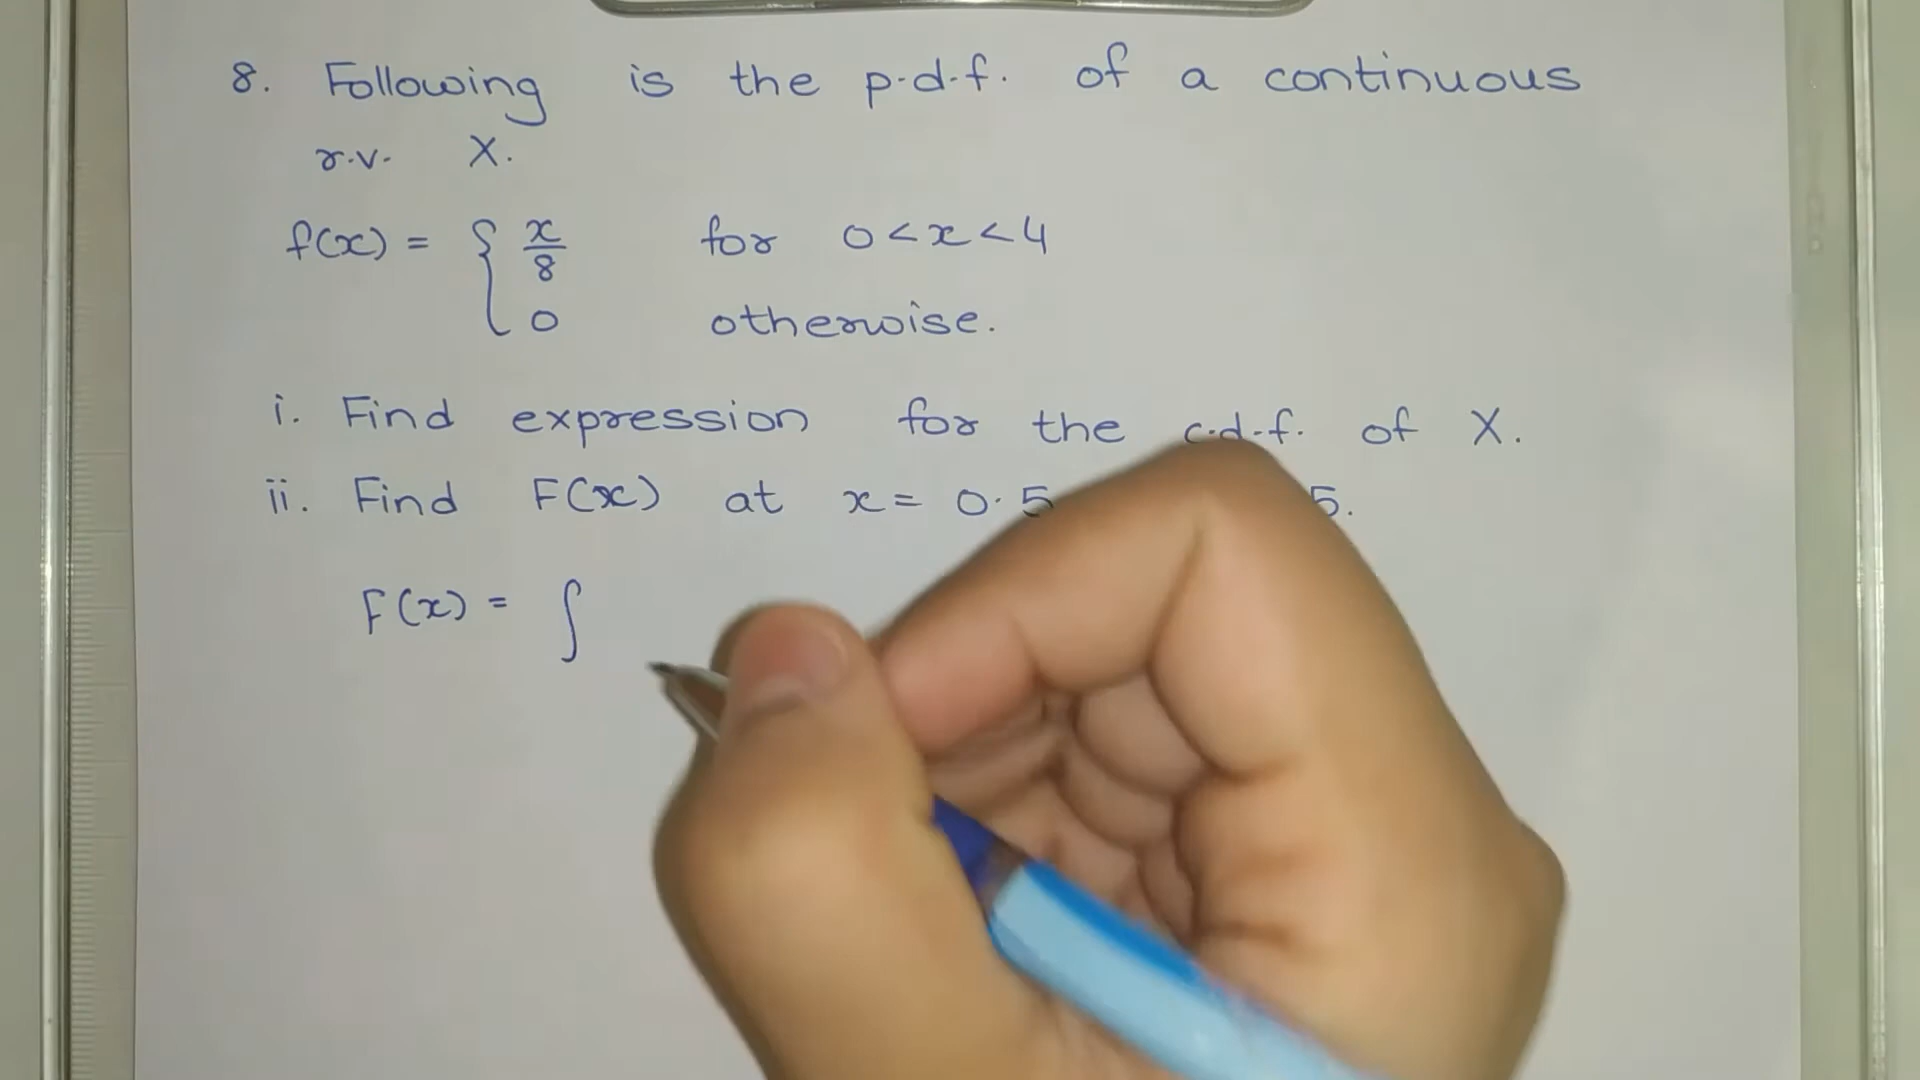 8. Following is the p.d.f. of a continuous
r.v. X.
f(x) = { x/8 for 0<x<4
0 otherwise.
i. Find expression for the c.d.f. of X.
ii. Find F(x) at x = 0.5 5.
F(x) = ∫